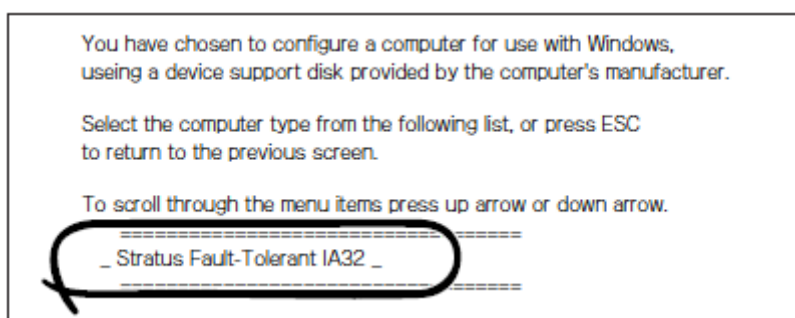 You have chosen to configure a computer for use with Windows,
useing a device support disk provided by the computer's manufacturer.
Select the computer type from the following list, or press ESC
to return to the previous screen.
To scroll through the menu items press up arrow or down arrow.
==============================
_ Stratus Fault-Tolerant IA32 _
==============================